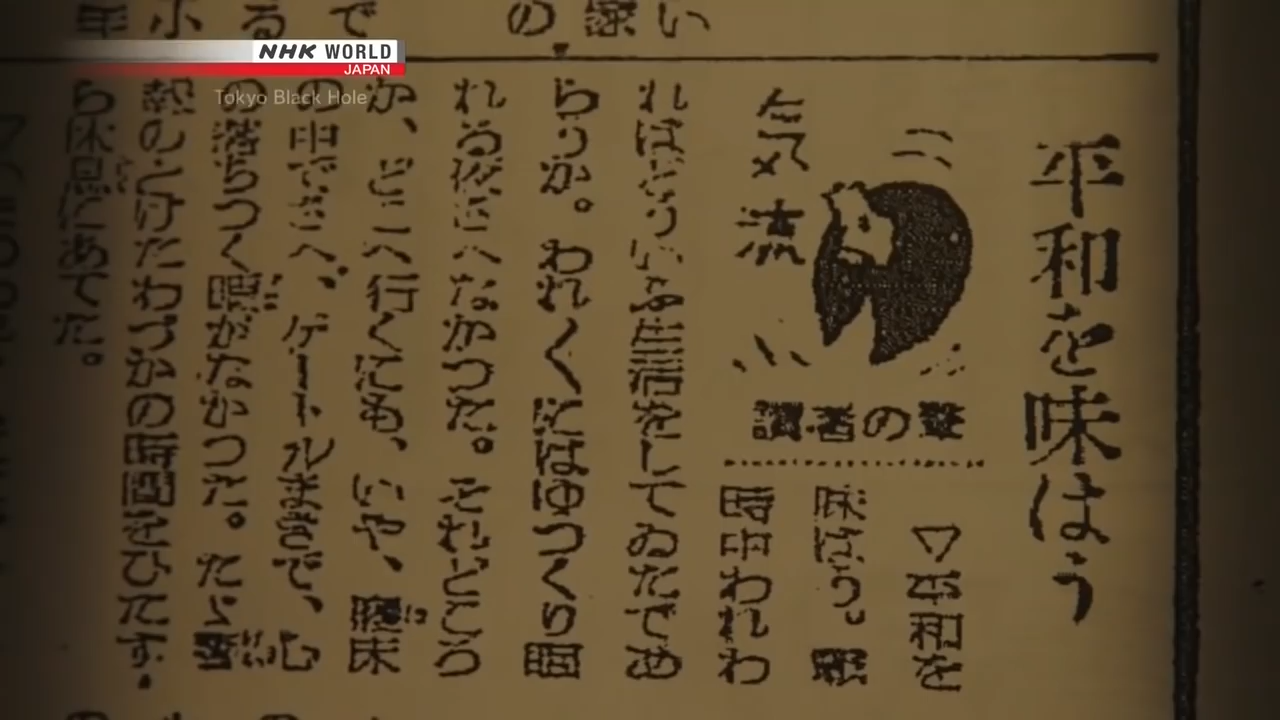 NHK WORLD
JAPAN
Tokyo Black Hole
平和を味はう
気流
讀者の聲
▽平和を
味はう。戰
時中われわ
れはどういふ生活をしてゐたであ
らうか。われ〱にはゆつくり眠
れる夜さへなかつた。それどころ
か、どこへ行くにも、いや、寢床
の中でさへ、ゲートルまきで、心
の落ちつく暇がなかつた。たゞ警
報のとけたわづかの時間をひたす
ら休息にあてた。